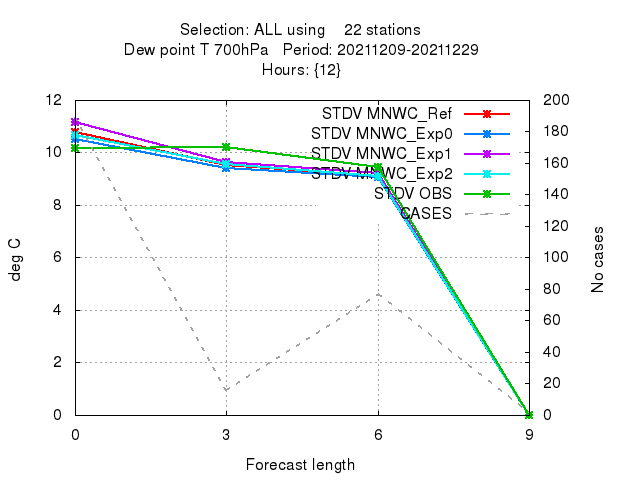 Selection: ALL using 22 stations
Dew point T 700hPa Period: 20211209-20211229
Hours: {12}
12 200
STDV MNWC_Ref
180
STDV MNWC_Exp0
10 160
STDV MNWC_Exp1
STDV MNWC_Exp2
140
STDV OBS
8 120
CASES
deg C
No cases
6 100
80
4 60
40
2 20
0 0
0 3 6 9
Forecast length